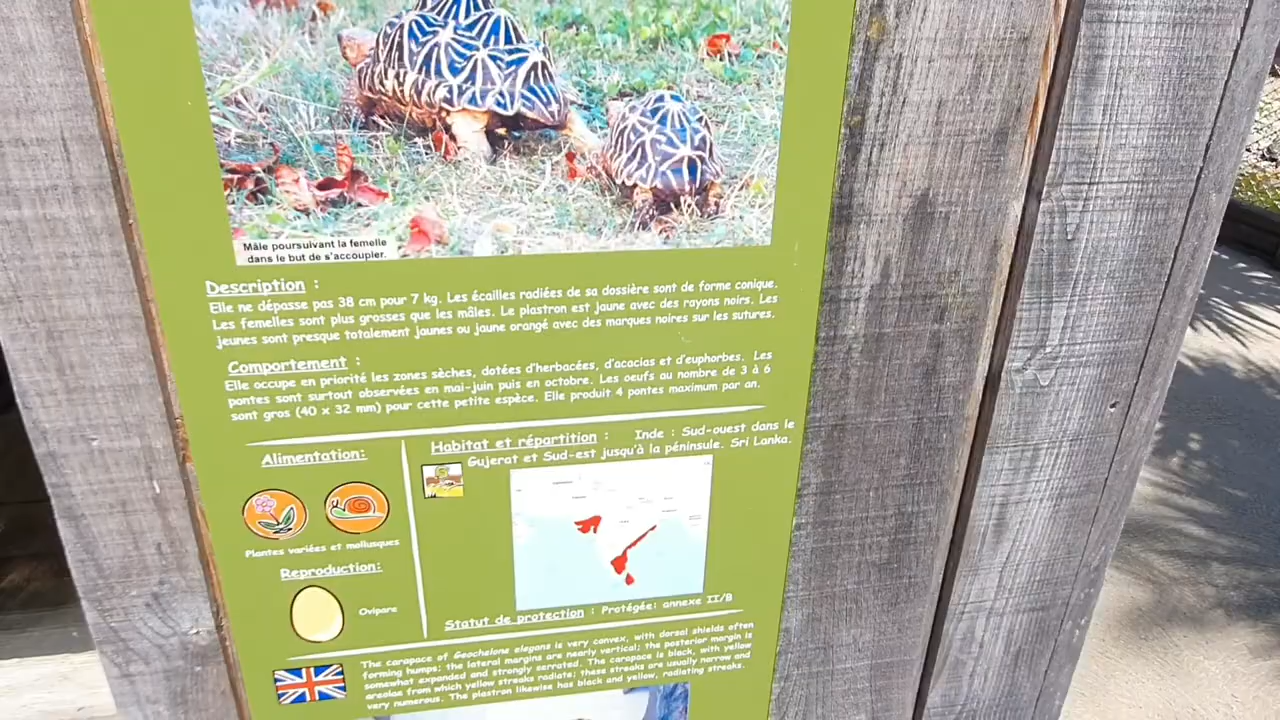 Mâle poursuivant la femelle
dans le but de s'accoupler.
Description :
Elle ne dépasse pas 38 cm pour 7 kg. Les écailles radiées de sa dossière sont de forme conique.
Les femelles sont plus grosses que les mâles. Le plastron est jaune avec des rayons noirs. Les
jeunes sont presque totalement jaunes ou jaune orangé avec des marques noires sur les sutures.
Comportement :
Elle occupe en priorité les zones sèches, dotées d'herbacées, d'acacias et d'euphorbes. Les
pontes sont surtout observées en mai-juin puis en octobre. Les oeufs au nombre de 3 à 6
sont gros (40 x 32 mm) pour cette petite espèce. Elle produit 4 pontes maximum par an.
Alimentation:
Plantes variées et mollusques
Reproduction:
Ovipare
Habitat et répartition : Inde : Sud-ouest dans le
Gujerat et Sud-est jusqu'à la péninsule. Sri Lanka.
Statut de protection : Protégée: annexe II/B
The carapace of Geochelone elegans is very convex, with dorsal shields often
forming humps; the lateral margins are nearly vertical; the posterior margin is
somewhat expanded and strongly serrated. The carapace is black, with yellow
areolae from which yellow streaks radiate; these streaks are usually narrow and
very numerous. The plastron likewise has black and yellow, radiating streaks.